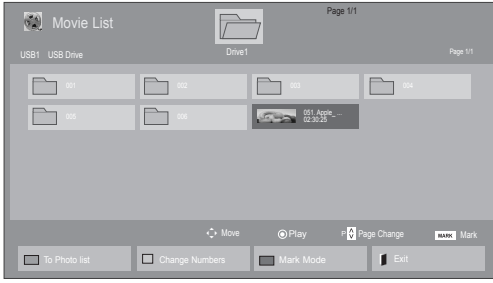 Page 1/1
Movie List
Drive1
USB1 USB Drive
Page 1/1
001
002
003
004
005
006
051. Apple_ ...
02:30:25
Move
Play
P
Page Change
MARK Mark
To Photo list
Change Numbers
Mark Mode
Exit